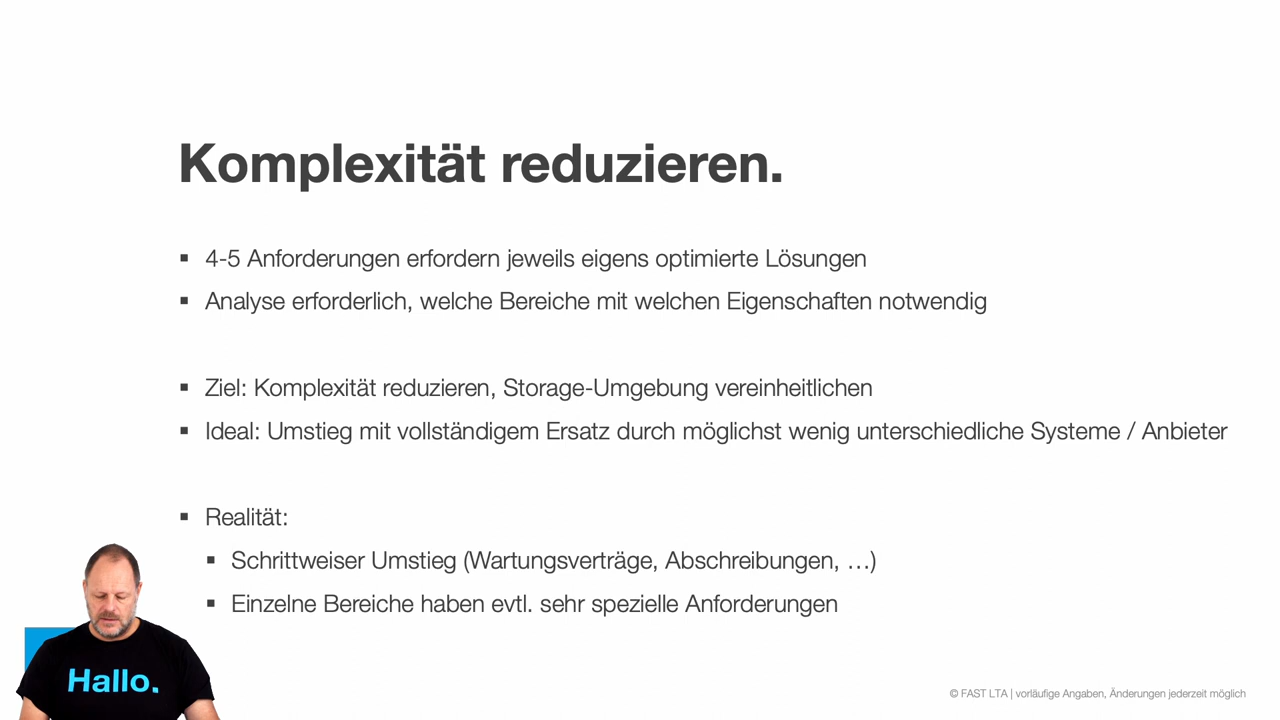 Komplexität reduzieren.
▪ 4-5 Anforderungen erfordern jeweils eigens optimierte Lösungen
▪ Analyse erforderlich, welche Bereiche mit welchen Eigenschaften notwendig
▪ Ziel: Komplexität reduzieren, Storage-Umgebung vereinheitlichen
▪ Ideal: Umstieg mit vollständigem Ersatz durch möglichst wenig unterschiedliche Systeme / Anbieter
▪ Realität:
▪ Schrittweiser Umstieg (Wartungsverträge, Abschreibungen, …)
▪ Einzelne Bereiche haben evtl. sehr spezielle Anforderungen
Hallo.
© FAST LTA | vorläufige Angaben, Änderungen jederzeit möglich